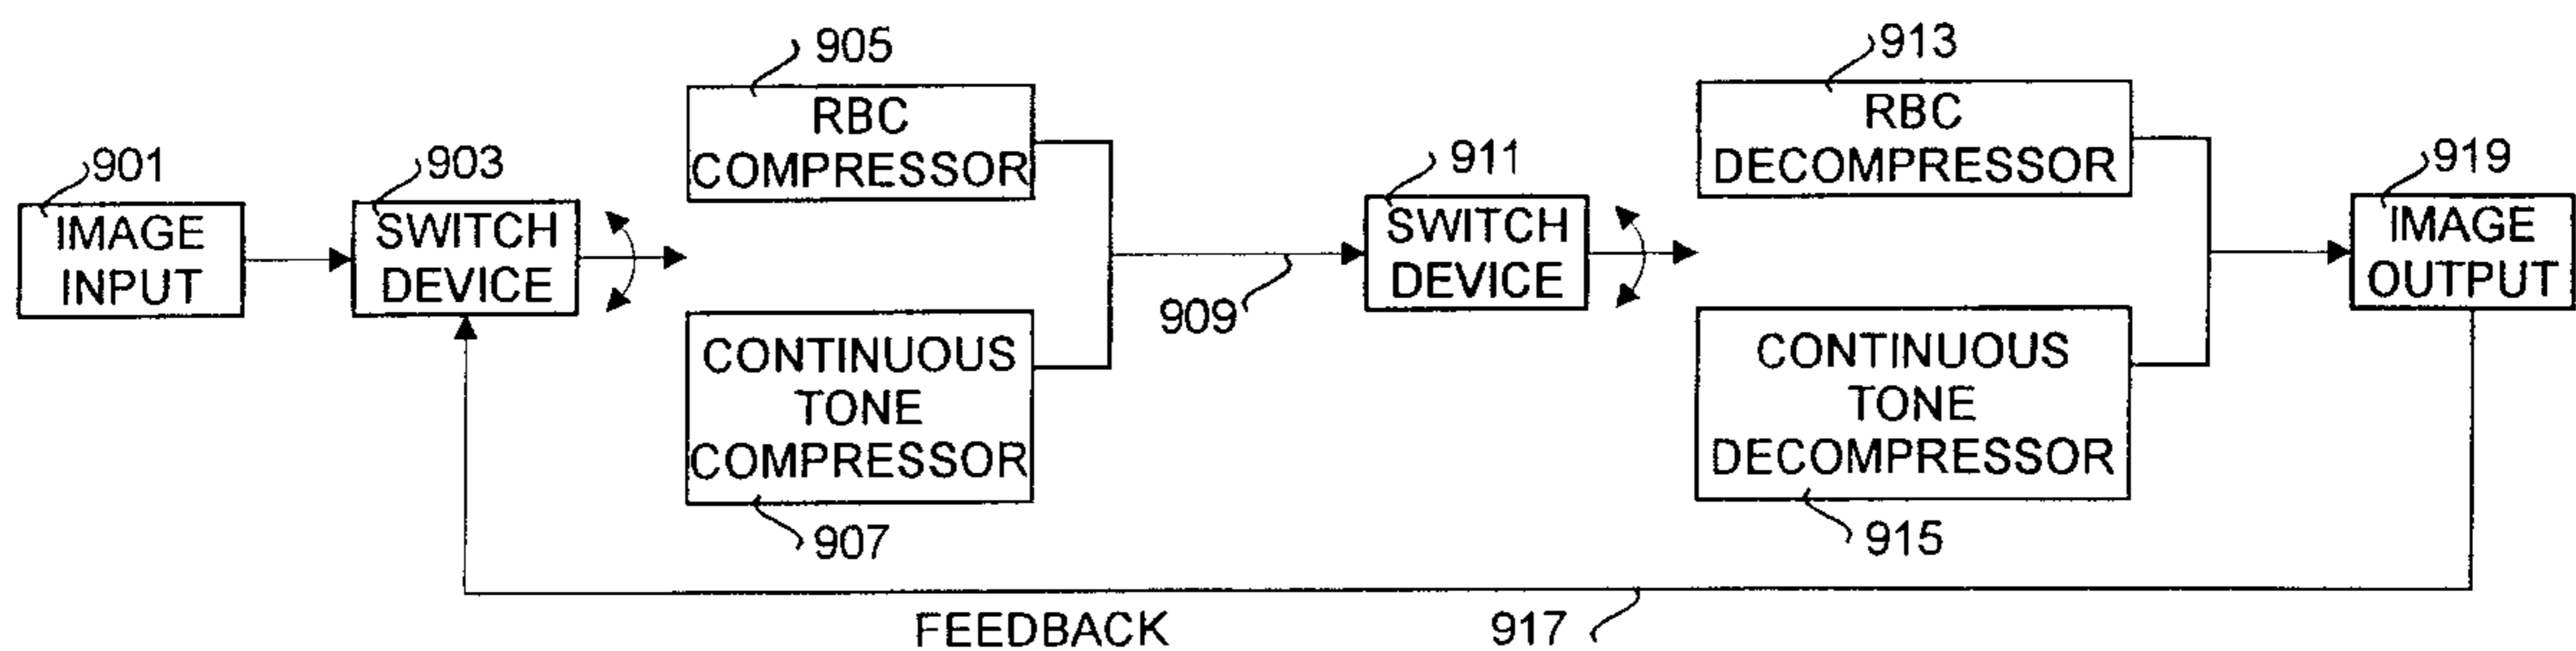 901
IMAGE
INPUT
903
SWITCH
DEVICE
905
RBC
COMPRESSOR
CONTINUOUS
TONE
COMPRESSOR
907
909
911
SWITCH
DEVICE
913
RBC
DECOMPRESSOR
CONTINUOUS
TONE
DECOMPRESSOR
915
919
IMAGE
OUTPUT
FEEDBACK
917